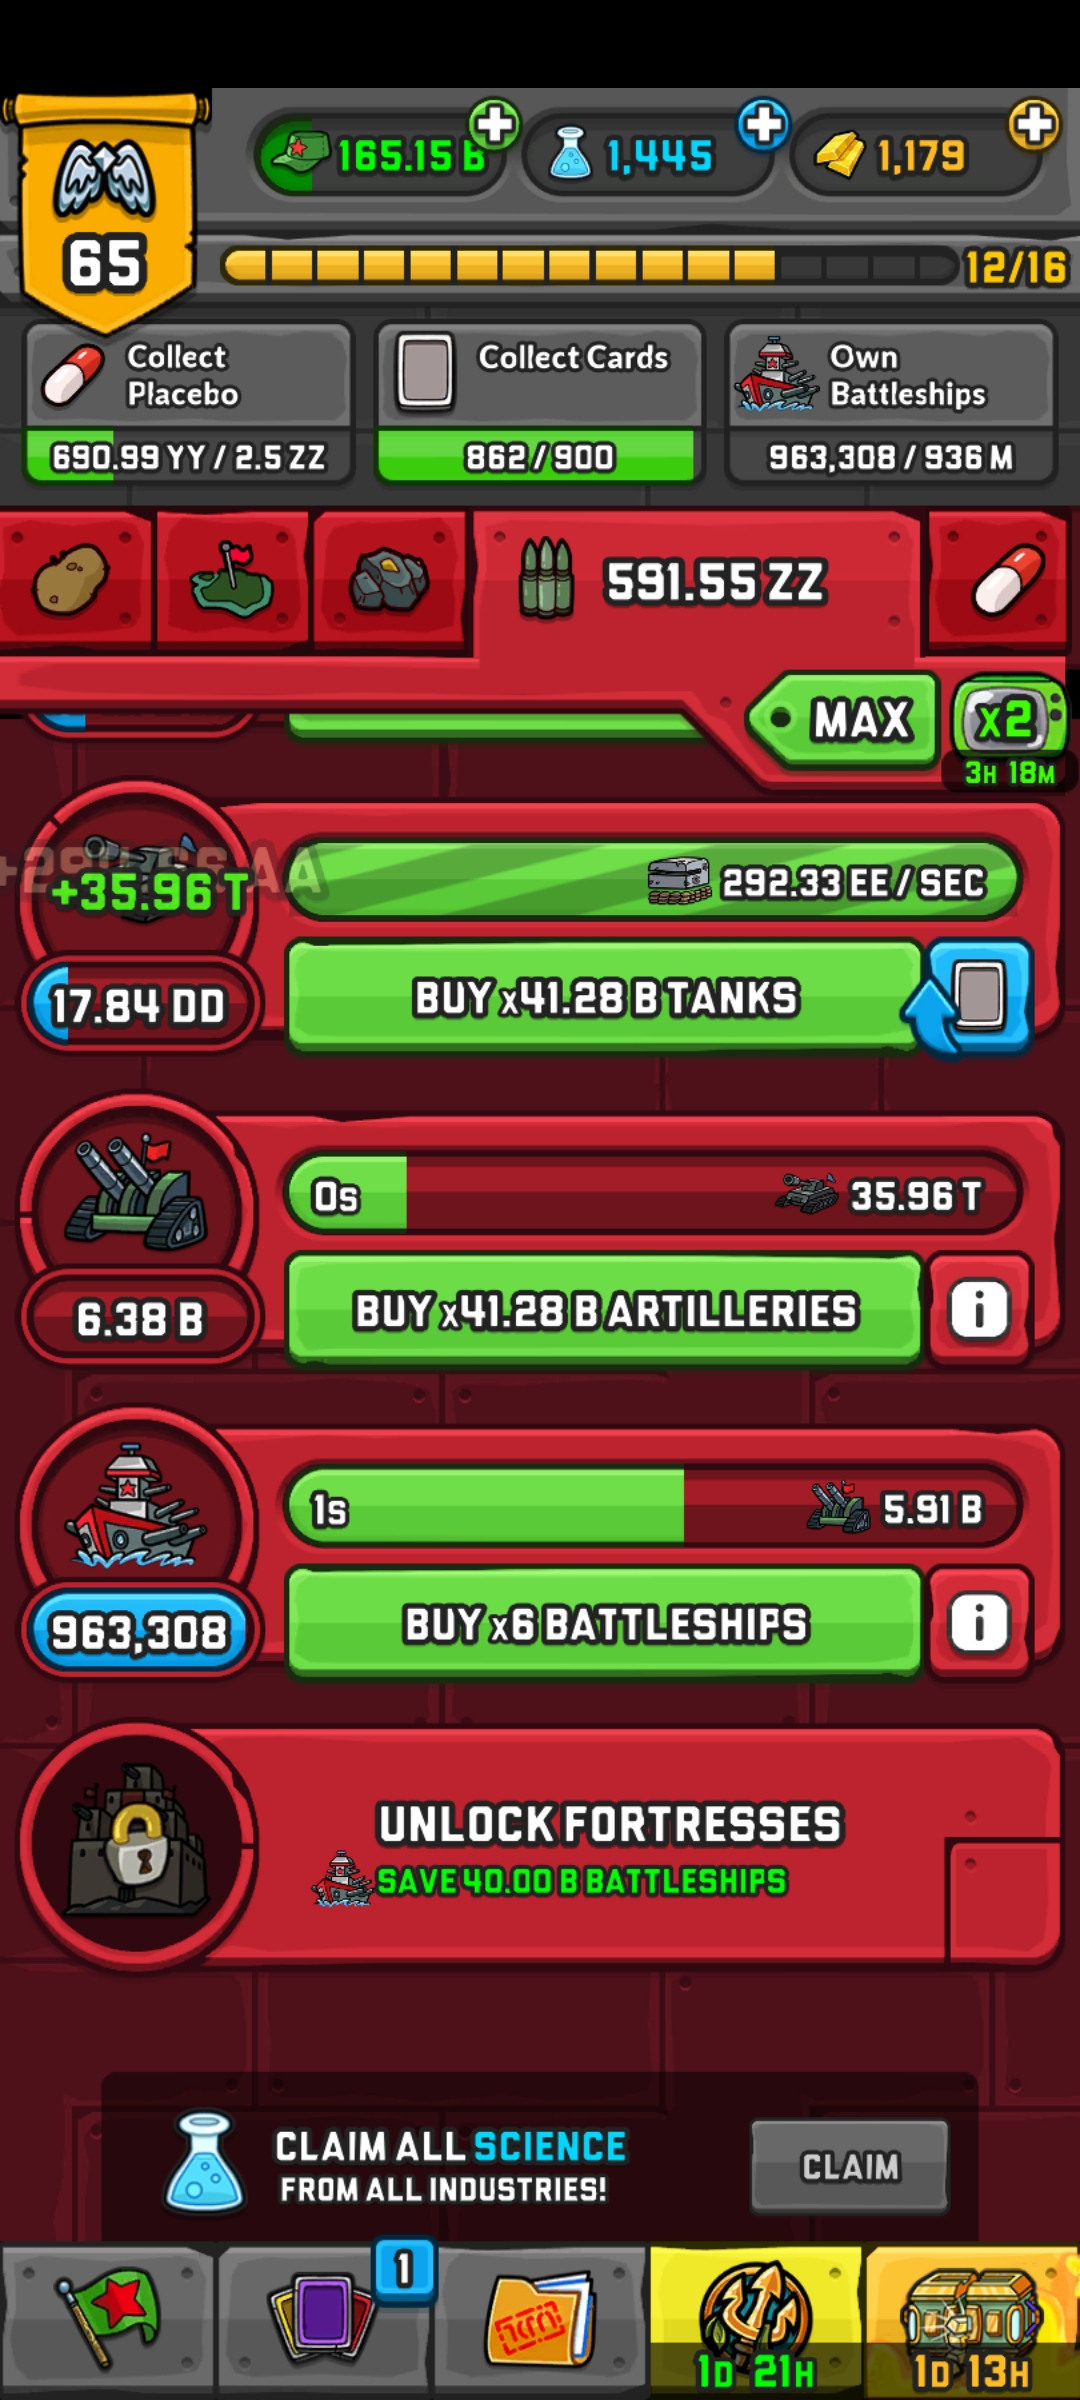 165.15 B
1,445
1,179
65
12/16
Collect
Placebo
690.99 YY / 2.5 ZZ
Collect Cards
862/900
Own
Battleships
963,308 / 936 M
591.55 ZZ
MAX
x2
3H 18M
+35.96 T
292.33 EE / SEC
17.84 DD
BUY x41.28 B TANKS
0s
35.96 T
6.38 B
BUY x41.28 B ARTILLERIES
i
1s
5.91 B
963,308
BUY x6 BATTLESHIPS
i
UNLOCK FORTRESSES
SAVE 40.00 B BATTLESHIPS
CLAIM ALL SCIENCE
FROM ALL INDUSTRIES!
CLAIM
1
1D 21H
1D 13H